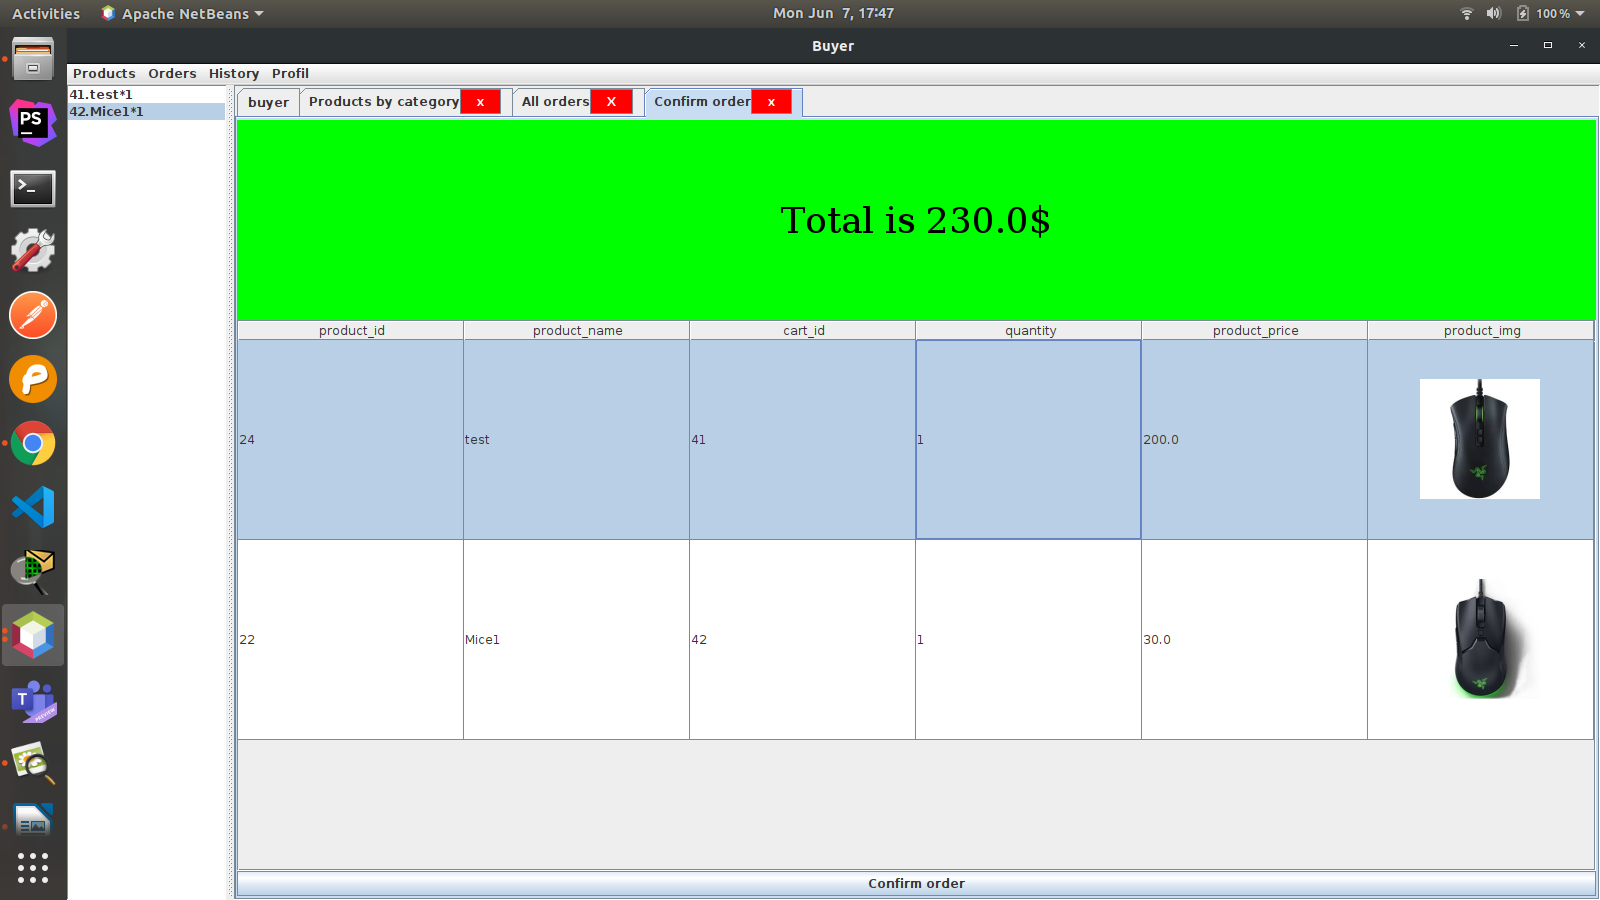 Activities Apache NetBeans Mon Jun 7, 17:47 100%
Buyer
Products Orders History Profil
41.test*1
42.Mice1*1
buyer Products by category x All orders X Confirm order x
Total is 230.0$
product_id product_name cart_id quantity product_price product_img
24 test 41 1 200.0
22 Mice1 42 1 30.0
Confirm order
PS
T
PREVIEW